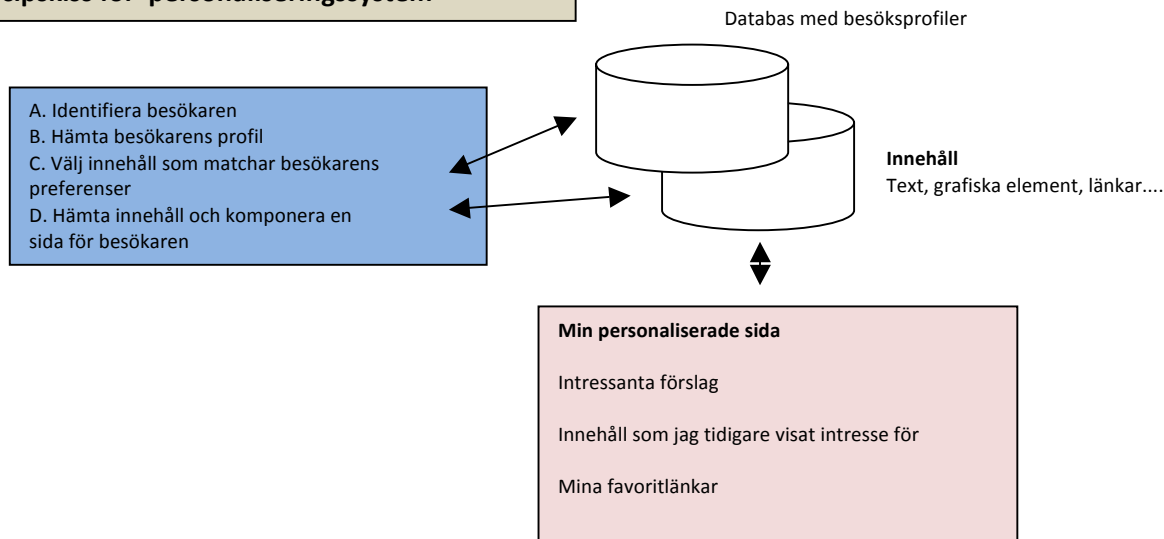 för personaliseringssystem
Databas med besöksprofiler
A. Identifiera besökaren
B. Hämta besökarens profil
C. Välj innehåll som matchar besökarens
preferenser
D. Hämta innehåll och komponera en
sida för besökaren
Innehåll
Text, grafiska element, länkar....
Min personaliserade sida
Intressanta förslag
Innehåll som jag tidigare visat intresse för
Mina favoritlänkar